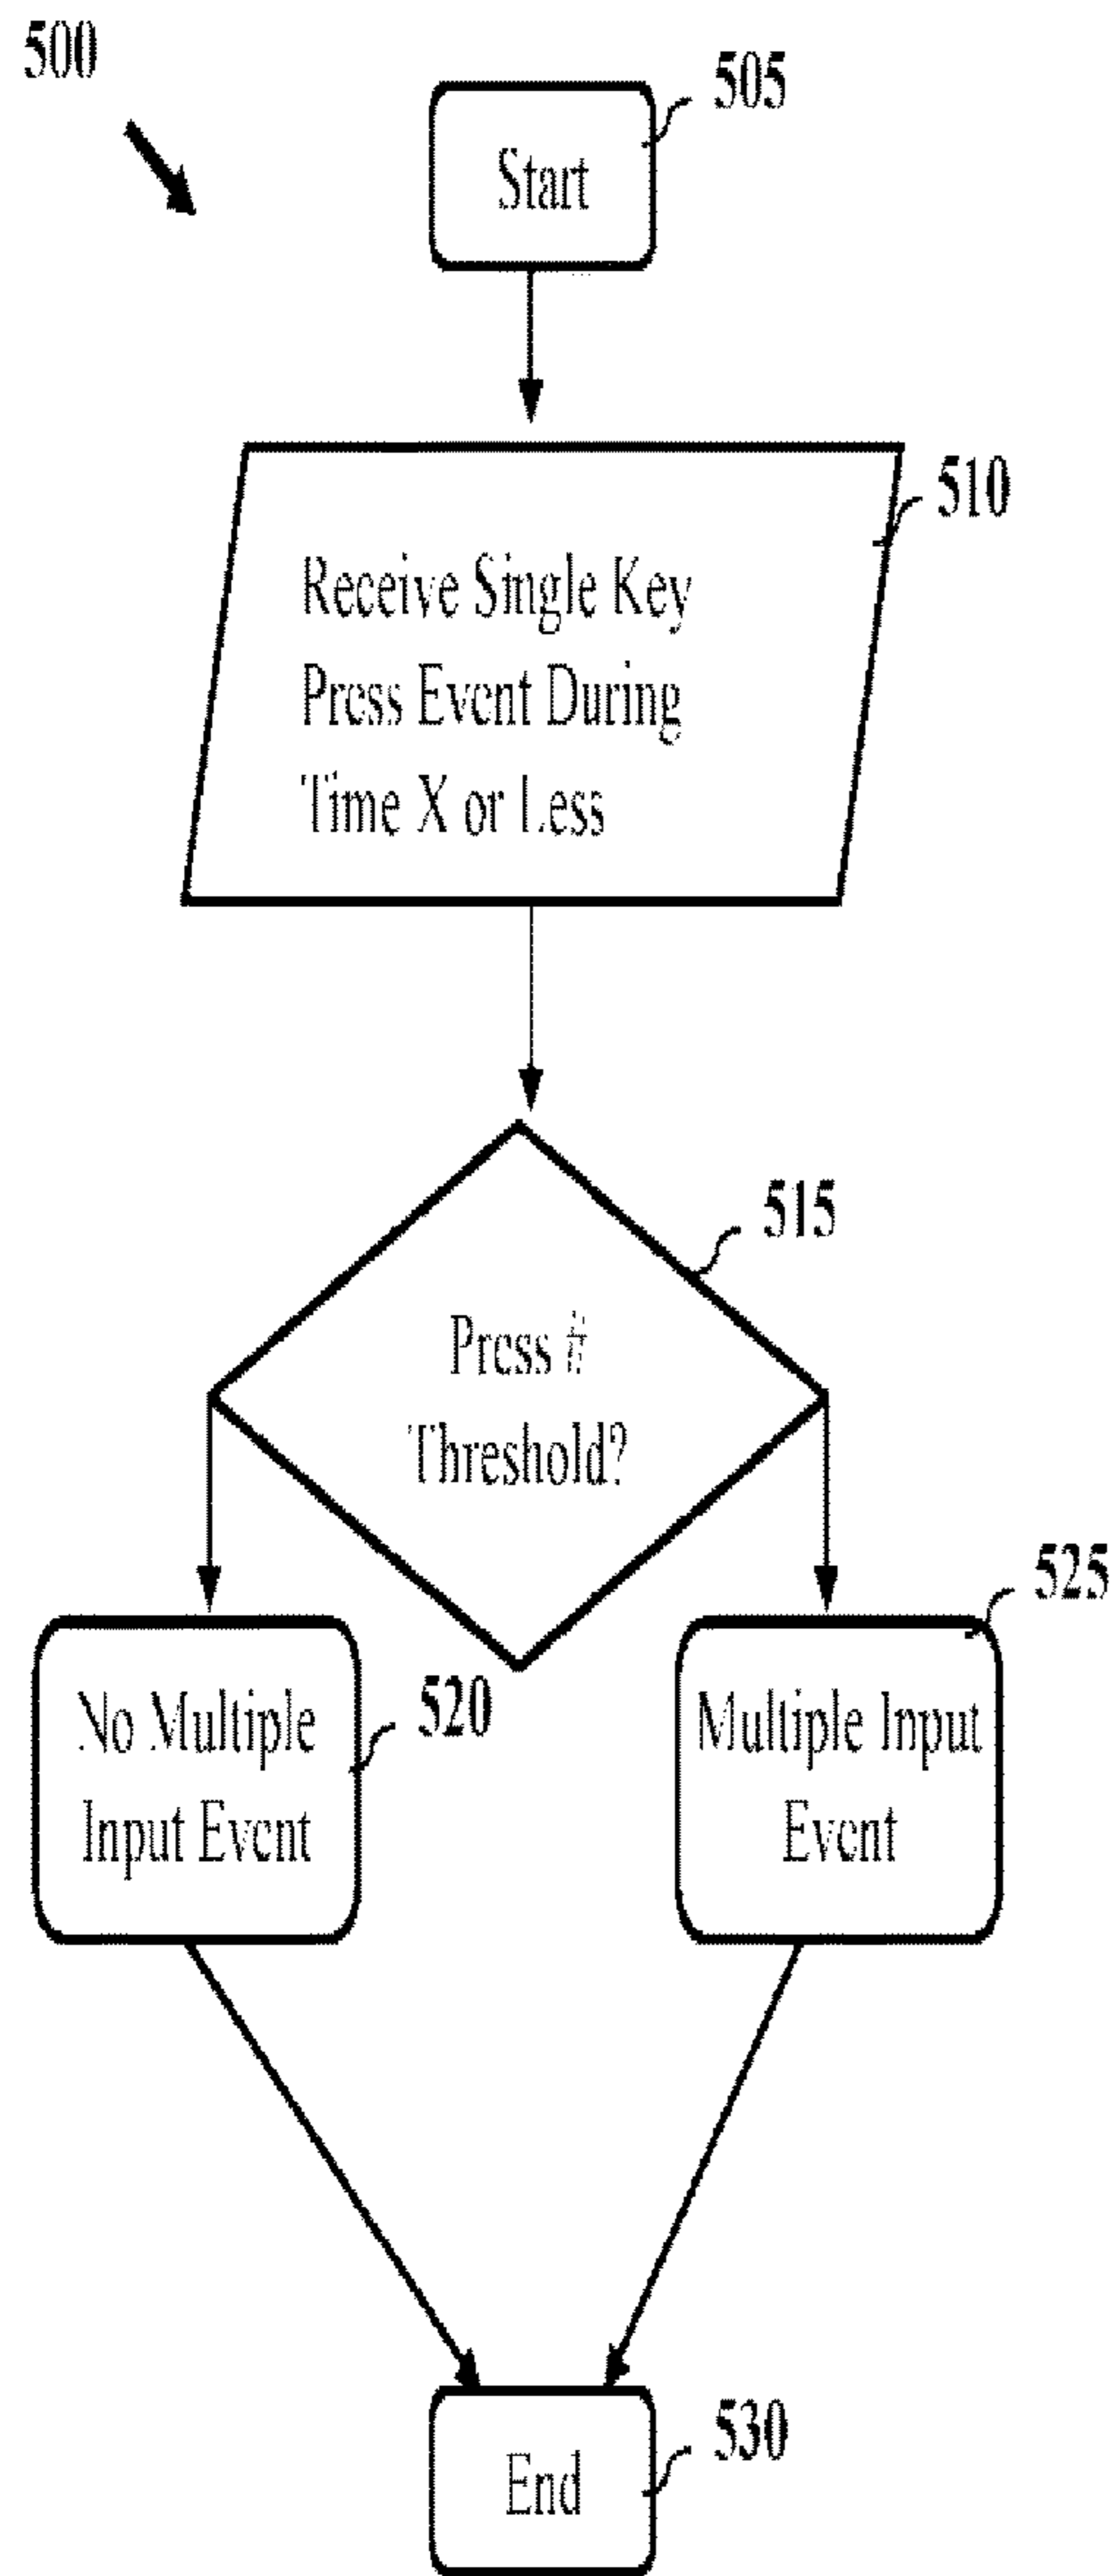 500
505
Start
510
Receive Single Key
Press Event During
Time X or Less
515
Press #
Threshold?
525
520
No Multiple
Input Event
Multiple Input
Event
530
End